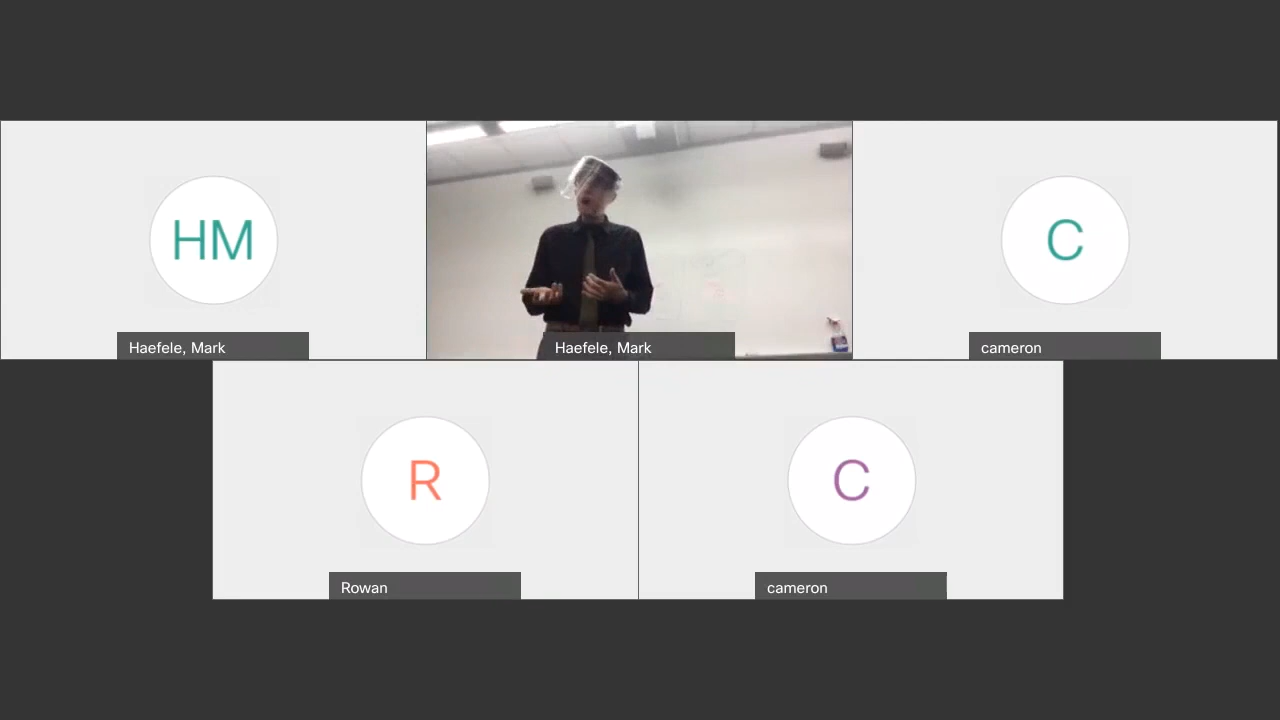 HM
Haefele, Mark
Haefele, Mark
C
cameron
R
Rowan
C
cameron